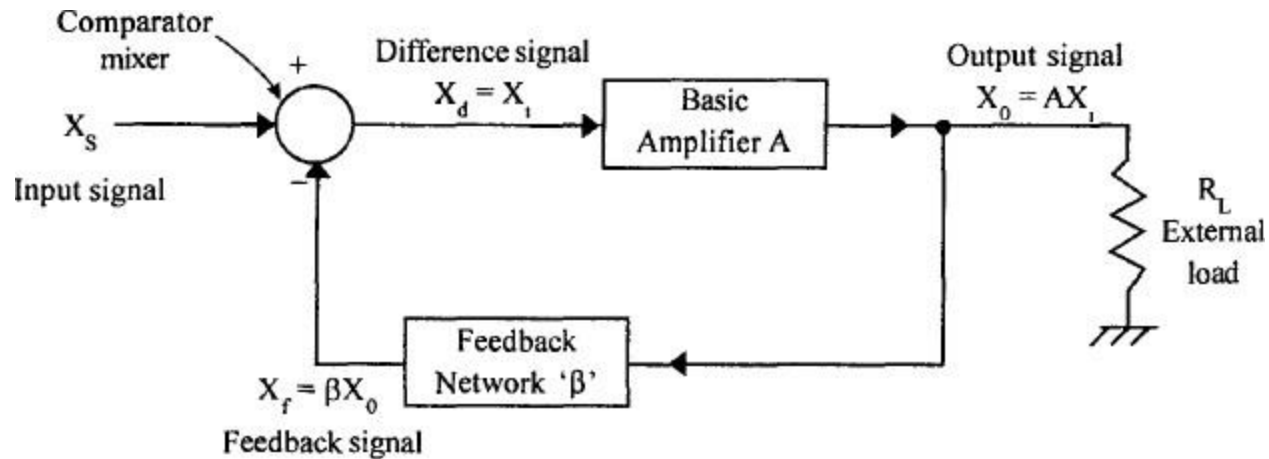 Comparator
mixer
+
Difference signal
X_d = X_i
Output signal
X_0 = AX_i
Basic
Amplifier A
X_S
Input signal
−
R_L
External
load
Feedback
Network ‘β’
X_f = βX_0
Feedback signal